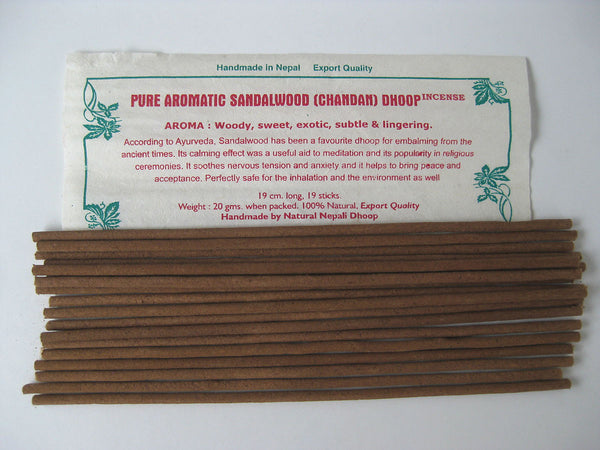 Handmade in Nepal Export Quality
PURE AROMATIC SANDALWOOD (CHANDAN) DHOOP INCENSE
AROMA : Woody, sweet, exotic, subtle & lingering.
According to Ayurveda, Sandalwood has been a favourite dhoop for embalming from the
ancient times. Its calming effect was a useful aid to meditation and its popularity in religious
ceremonies. It soothes nervous tension and anxiety and it helps to bring peace and
acceptance. Perfectly safe for the inhalation and the environment as well
19 cm. long, 19 sticks.
Weight : 20 gms. when packed. 100% Natural, Export Quality
Handmade by Natural Nepali Dhoop